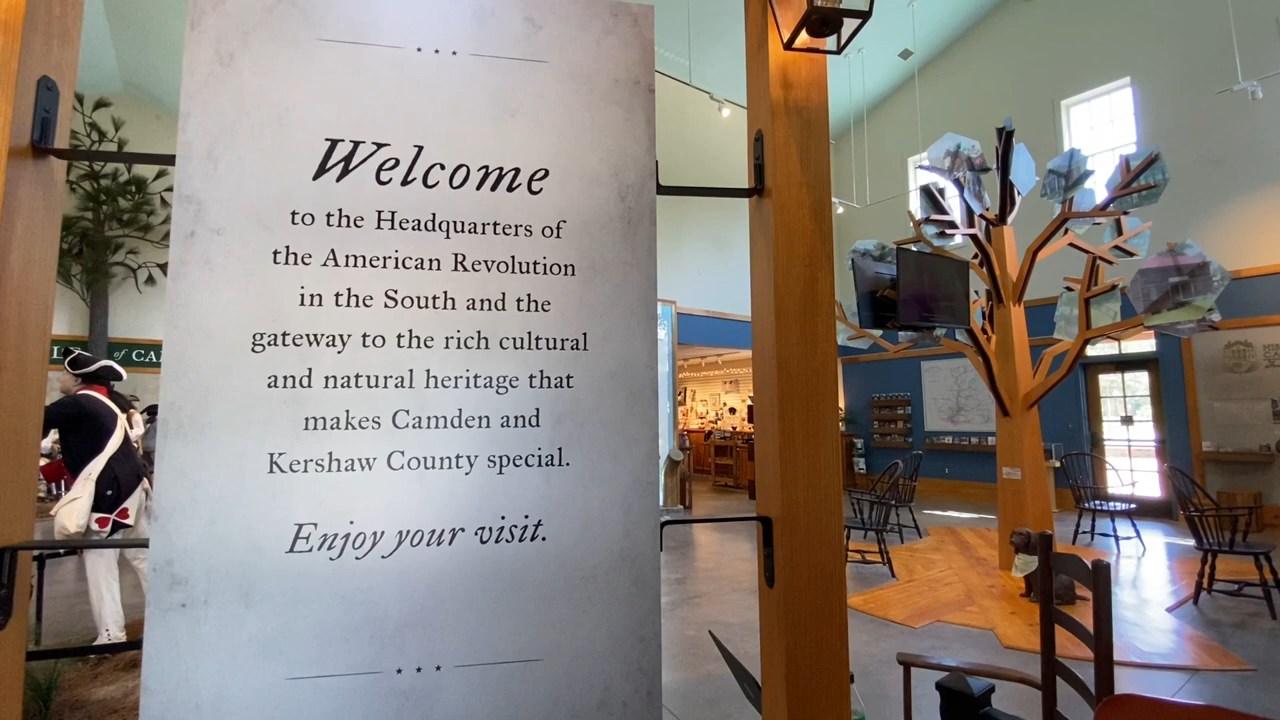 Welcome
to the Headquarters of
the American Revolution
in the South and the
gateway to the rich cultural
and natural heritage that
makes Camden and
Kershaw County special.
Enjoy your visit.
of